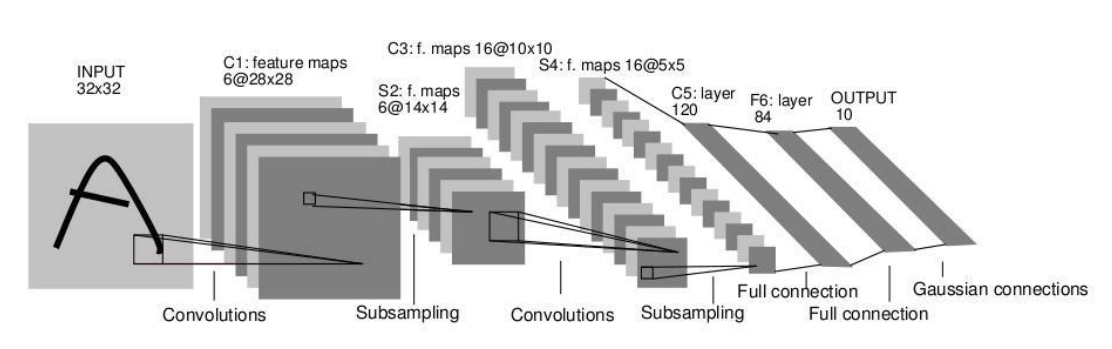 INPUT
32x32
C1: feature maps
6@28x28
S2: f. maps
6@14x14
C3: f. maps 16@10x10
S4: f. maps 16@5x5
C5: layer
120
F6: layer
84
OUTPUT
10
A
Convolutions
Subsampling
Convolutions
Subsampling
Full connection
Full connection
Gaussian connections